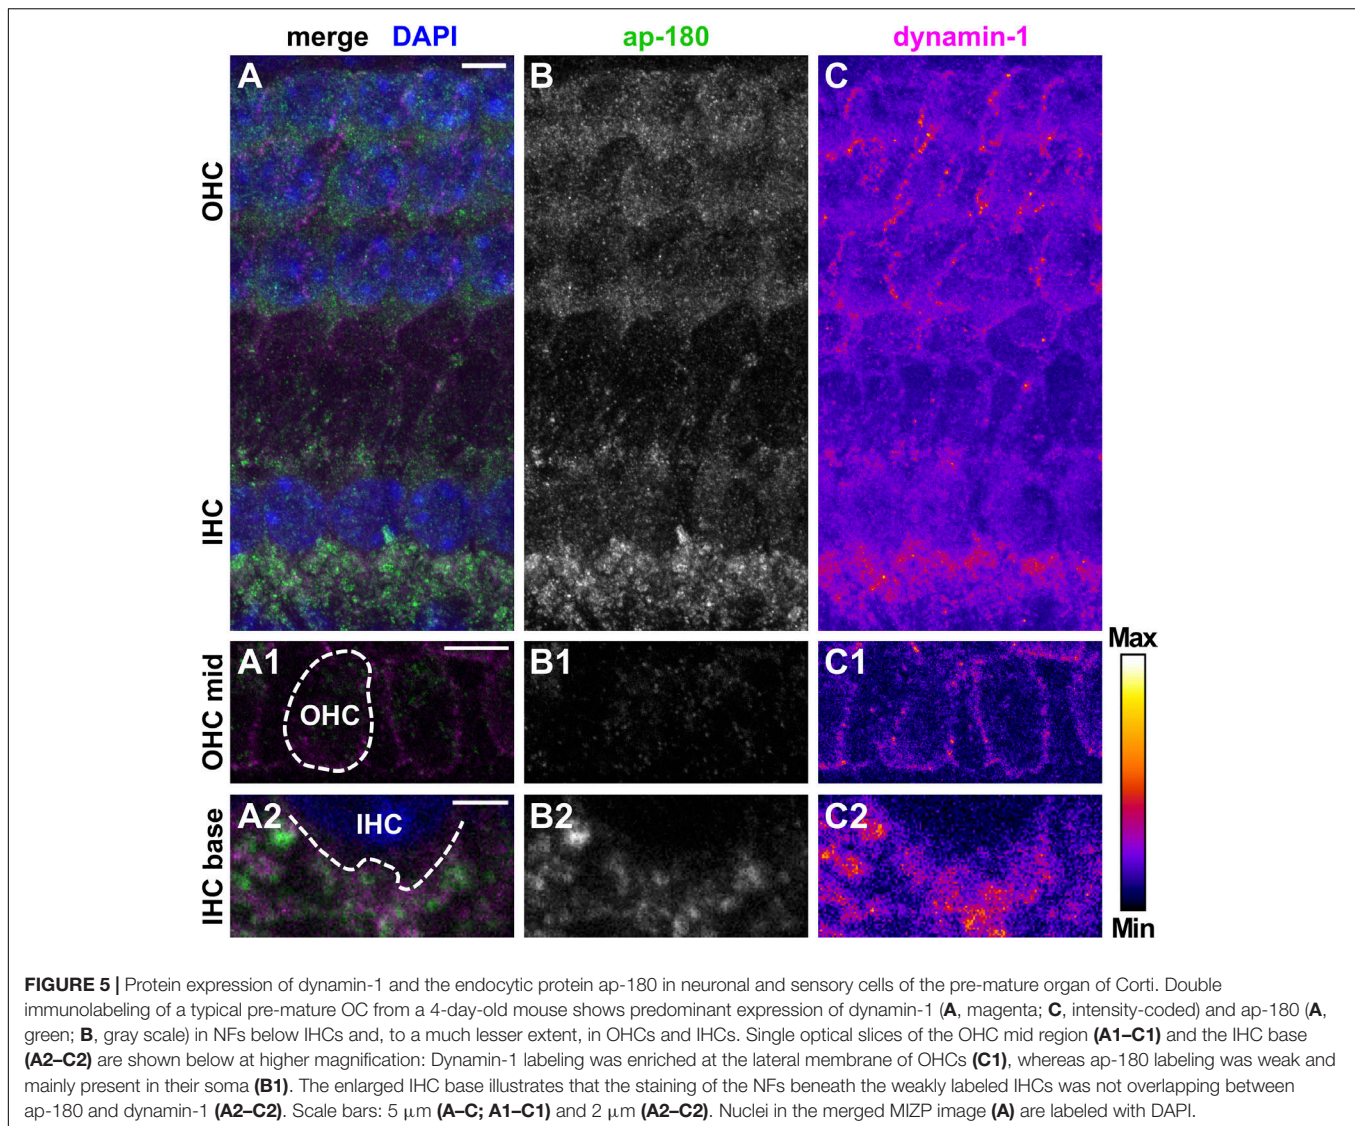 merge DAPI ap-180 dynamin-1
A B C
OHC
IHC
A1 B1 C1
OHC mid
OHC
A2 B2 C2
IHC base
IHC
Max
Min
FIGURE 5 | Protein expression of dynamin-1 and the endocytic protein ap-180 in neuronal and sensory cells of the pre-mature organ of Corti. Double
immunolabeling of a typical pre-mature OC from a 4-day-old mouse shows predominant expression of dynamin-1 (A, magenta; C, intensity-coded) and ap-180 (A,
green; B, gray scale) in NFs below IHCs and, to a much lesser extent, in OHCs and IHCs. Single optical slices of the OHC mid region (A1–C1) and the IHC base
(A2–C2) are shown below at higher magnification: Dynamin-1 labeling was enriched at the lateral membrane of OHCs (C1), whereas ap-180 labeling was weak and
mainly present in their soma (B1). The enlarged IHC base illustrates that the staining of the NFs beneath the weakly labeled IHCs was not overlapping between
ap-180 and dynamin-1 (A2–C2). Scale bars: 5 μm (A–C; A1–C1) and 2 μm (A2–C2). Nuclei in the merged MIZP image (A) are labeled with DAPI.